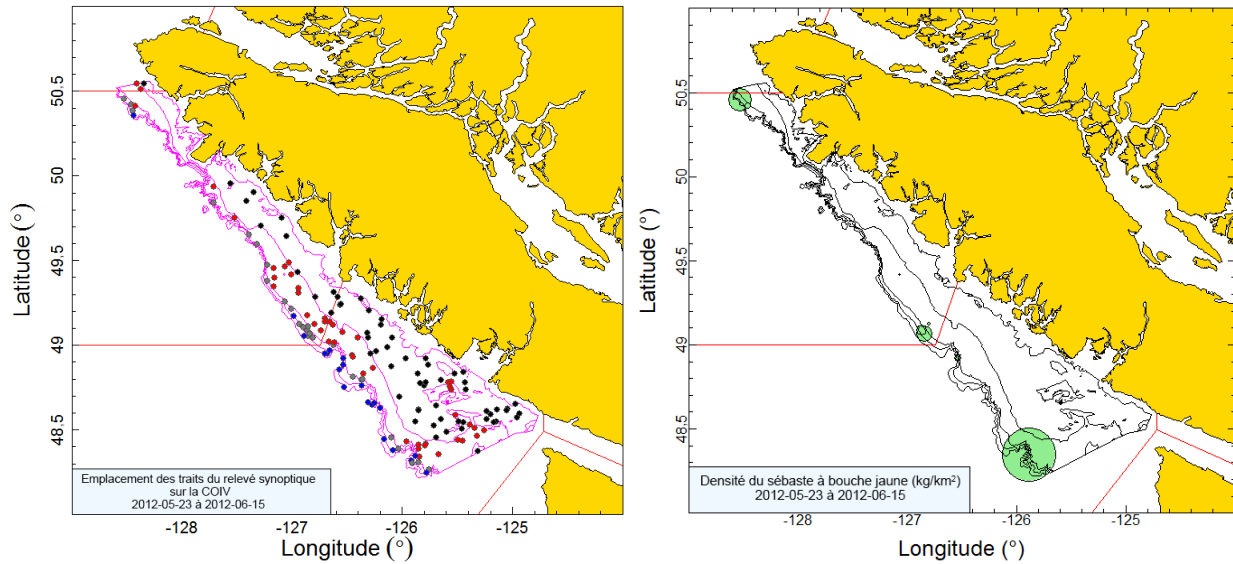 50.5
50
49.5
49
48.5
Latitude (°)
Emplacement des traits du relevé synoptique
sur la COIV
2012-05-23 à 2012-06-15
-128
-127
-126
-125
Longitude (°)
50.5
50
49.5
49
48.5
Latitude (°)
Densité du sébaste à bouche jaune (kg/km²)
2012-05-23 à 2012-06-15
-128
-127
-126
-125
Longitude (°)